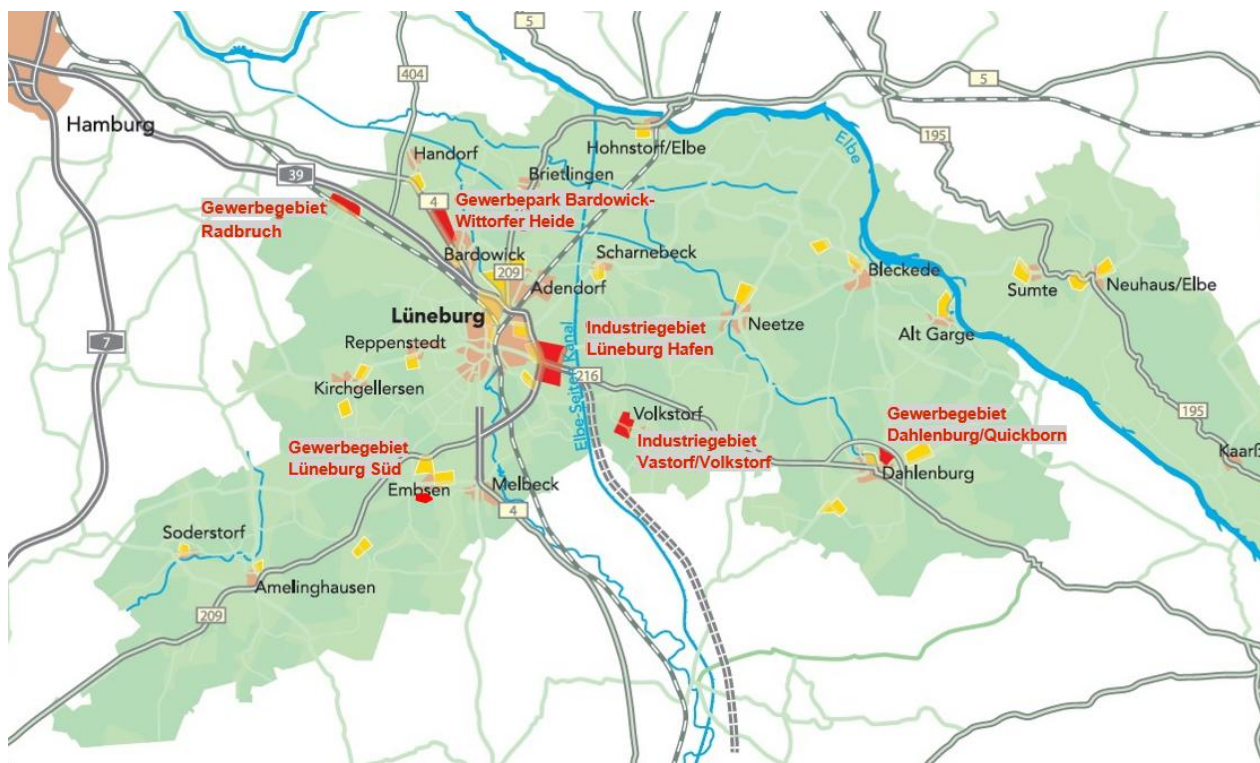 5
5
404
Hamburg
195
Elbe
Handorf
Hohnstorf/Elbe
39
Brietlingen
4
Gewerbegebiet
Radbruch
Gewerbepark Bardowick-
Wittorfer Heide
Bardowick
209
Scharnebeck
Adendorf
Bleckede
Sumte
Neuhaus/Elbe
Lüneburg
Neetze
Alt Garge
7
Reppenstedt
Industriegebiet
Lüneburg Hafen
Kirchgellersen
216
Elbe-Seiten-Kanal
Volkstorf
Industriegebiet
Vastorf/Volkstorf
Gewerbegebiet
Dahlenburg/Quickborn
195
Gewerbegebiet
Lüneburg Süd
Dahlenburg
Embsen
Melbeck
4
Soderstorf
Amelinghausen
209